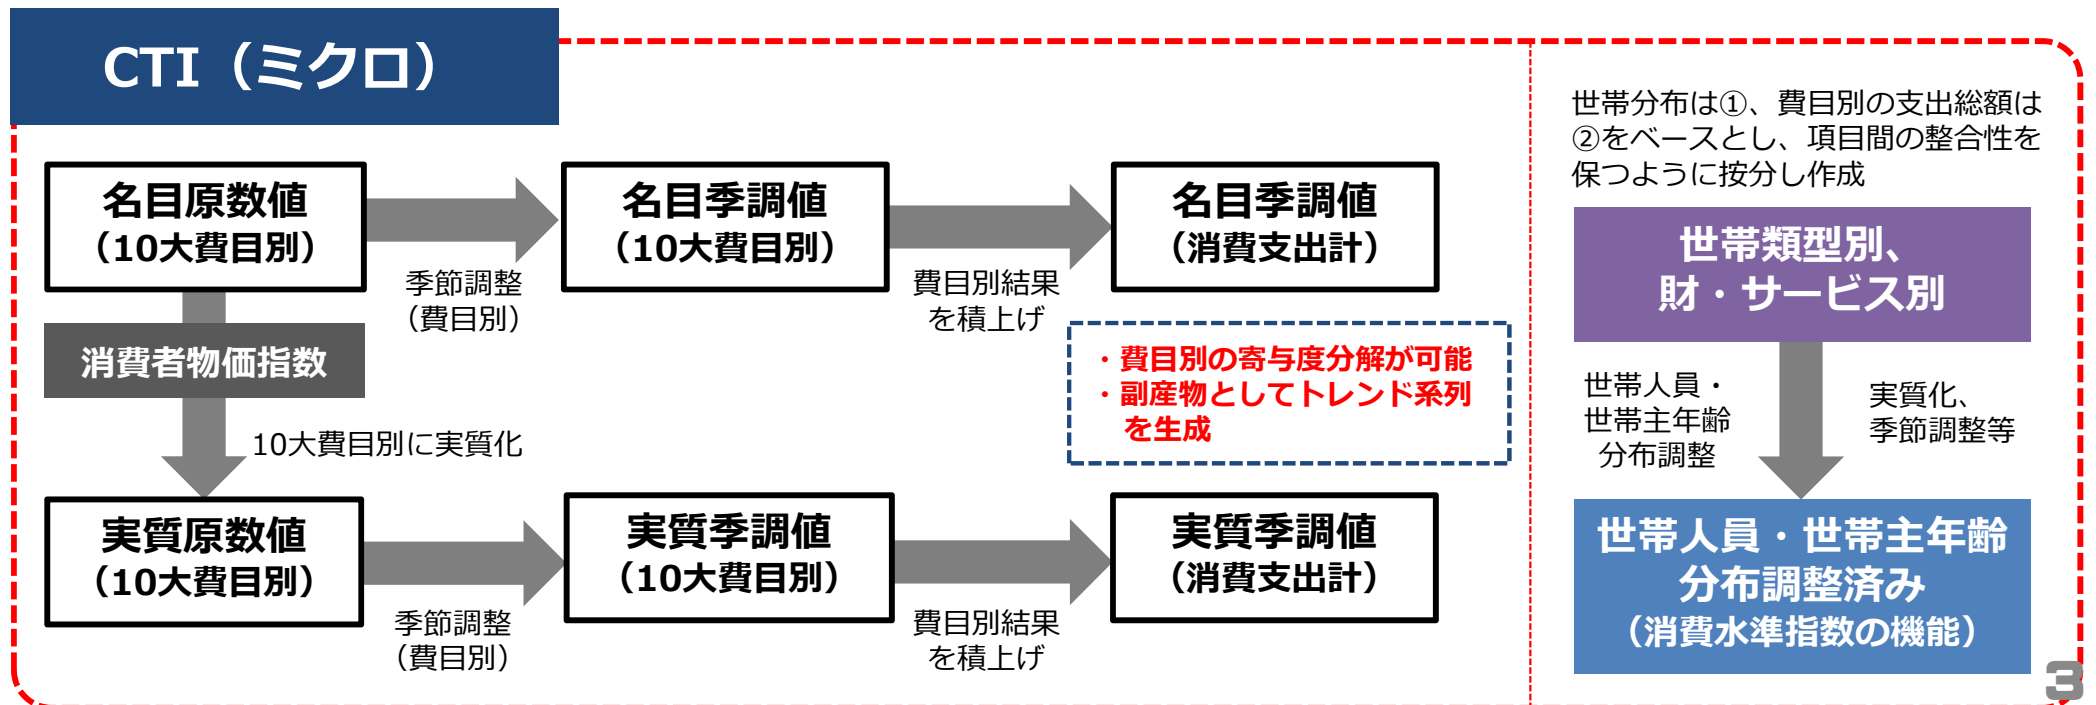 CTI（ミクロ）
名目原数値
（10大費目別）
季節調整
（費目別）
名目季調値
（10大費目別）
費目別結果
を積上げ
名目季調値
（消費支出計）
消費者物価指数
10大費目別に実質化
・費目別の寄与度分解が可能
・副産物としてトレンド系列
を生成
実質原数値
（10大費目別）
季節調整
（費目別）
実質季調値
（10大費目別）
費目別結果
を積上げ
実質季調値
（消費支出計）
世帯分布は①、費目別の支出総額は
②をベースとし、項目間の整合性を
保つように按分し作成
世帯類型別、
財・サービス別
世帯人員・
世帯主年齢
分布調整
実質化、
季節調整等
世帯人員・世帯主年齢
分布調整済み
（消費水準指数の機能）
3